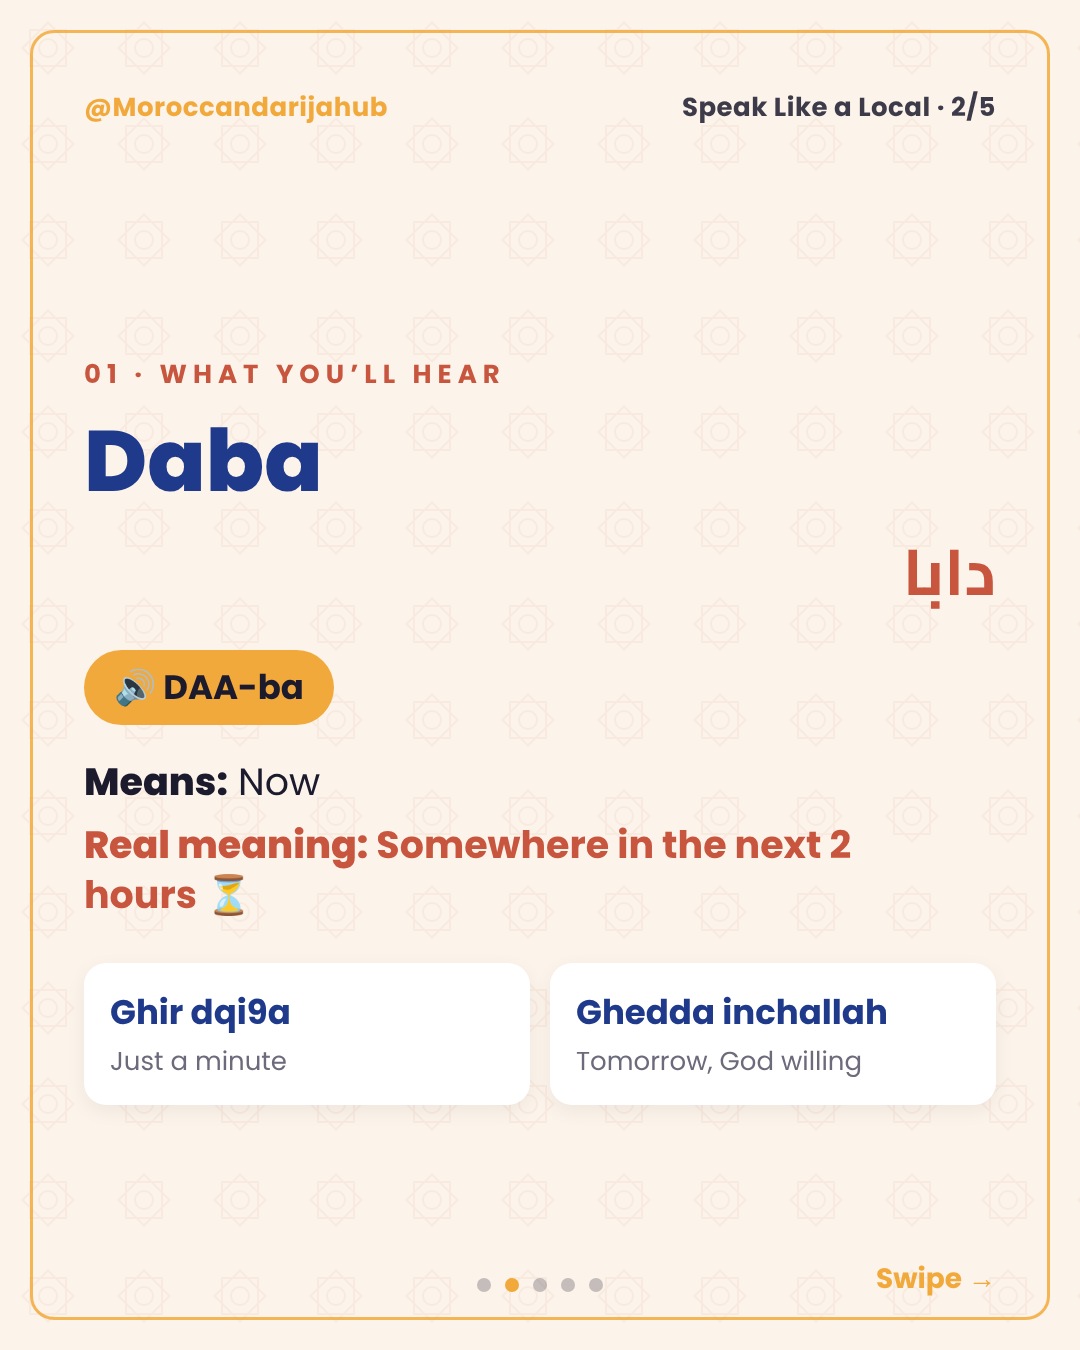 @Moroccandarijahub
Speak Like a Local · 2/5
01 · WHAT YOU’LL HEAR
Daba
دابا
🔊 DAA-ba
Means: Now
Real meaning: Somewhere in the next 2
hours ⏳
Ghir dqi9a
Just a minute
Ghedda inchallah
Tomorrow, God willing
Swipe →